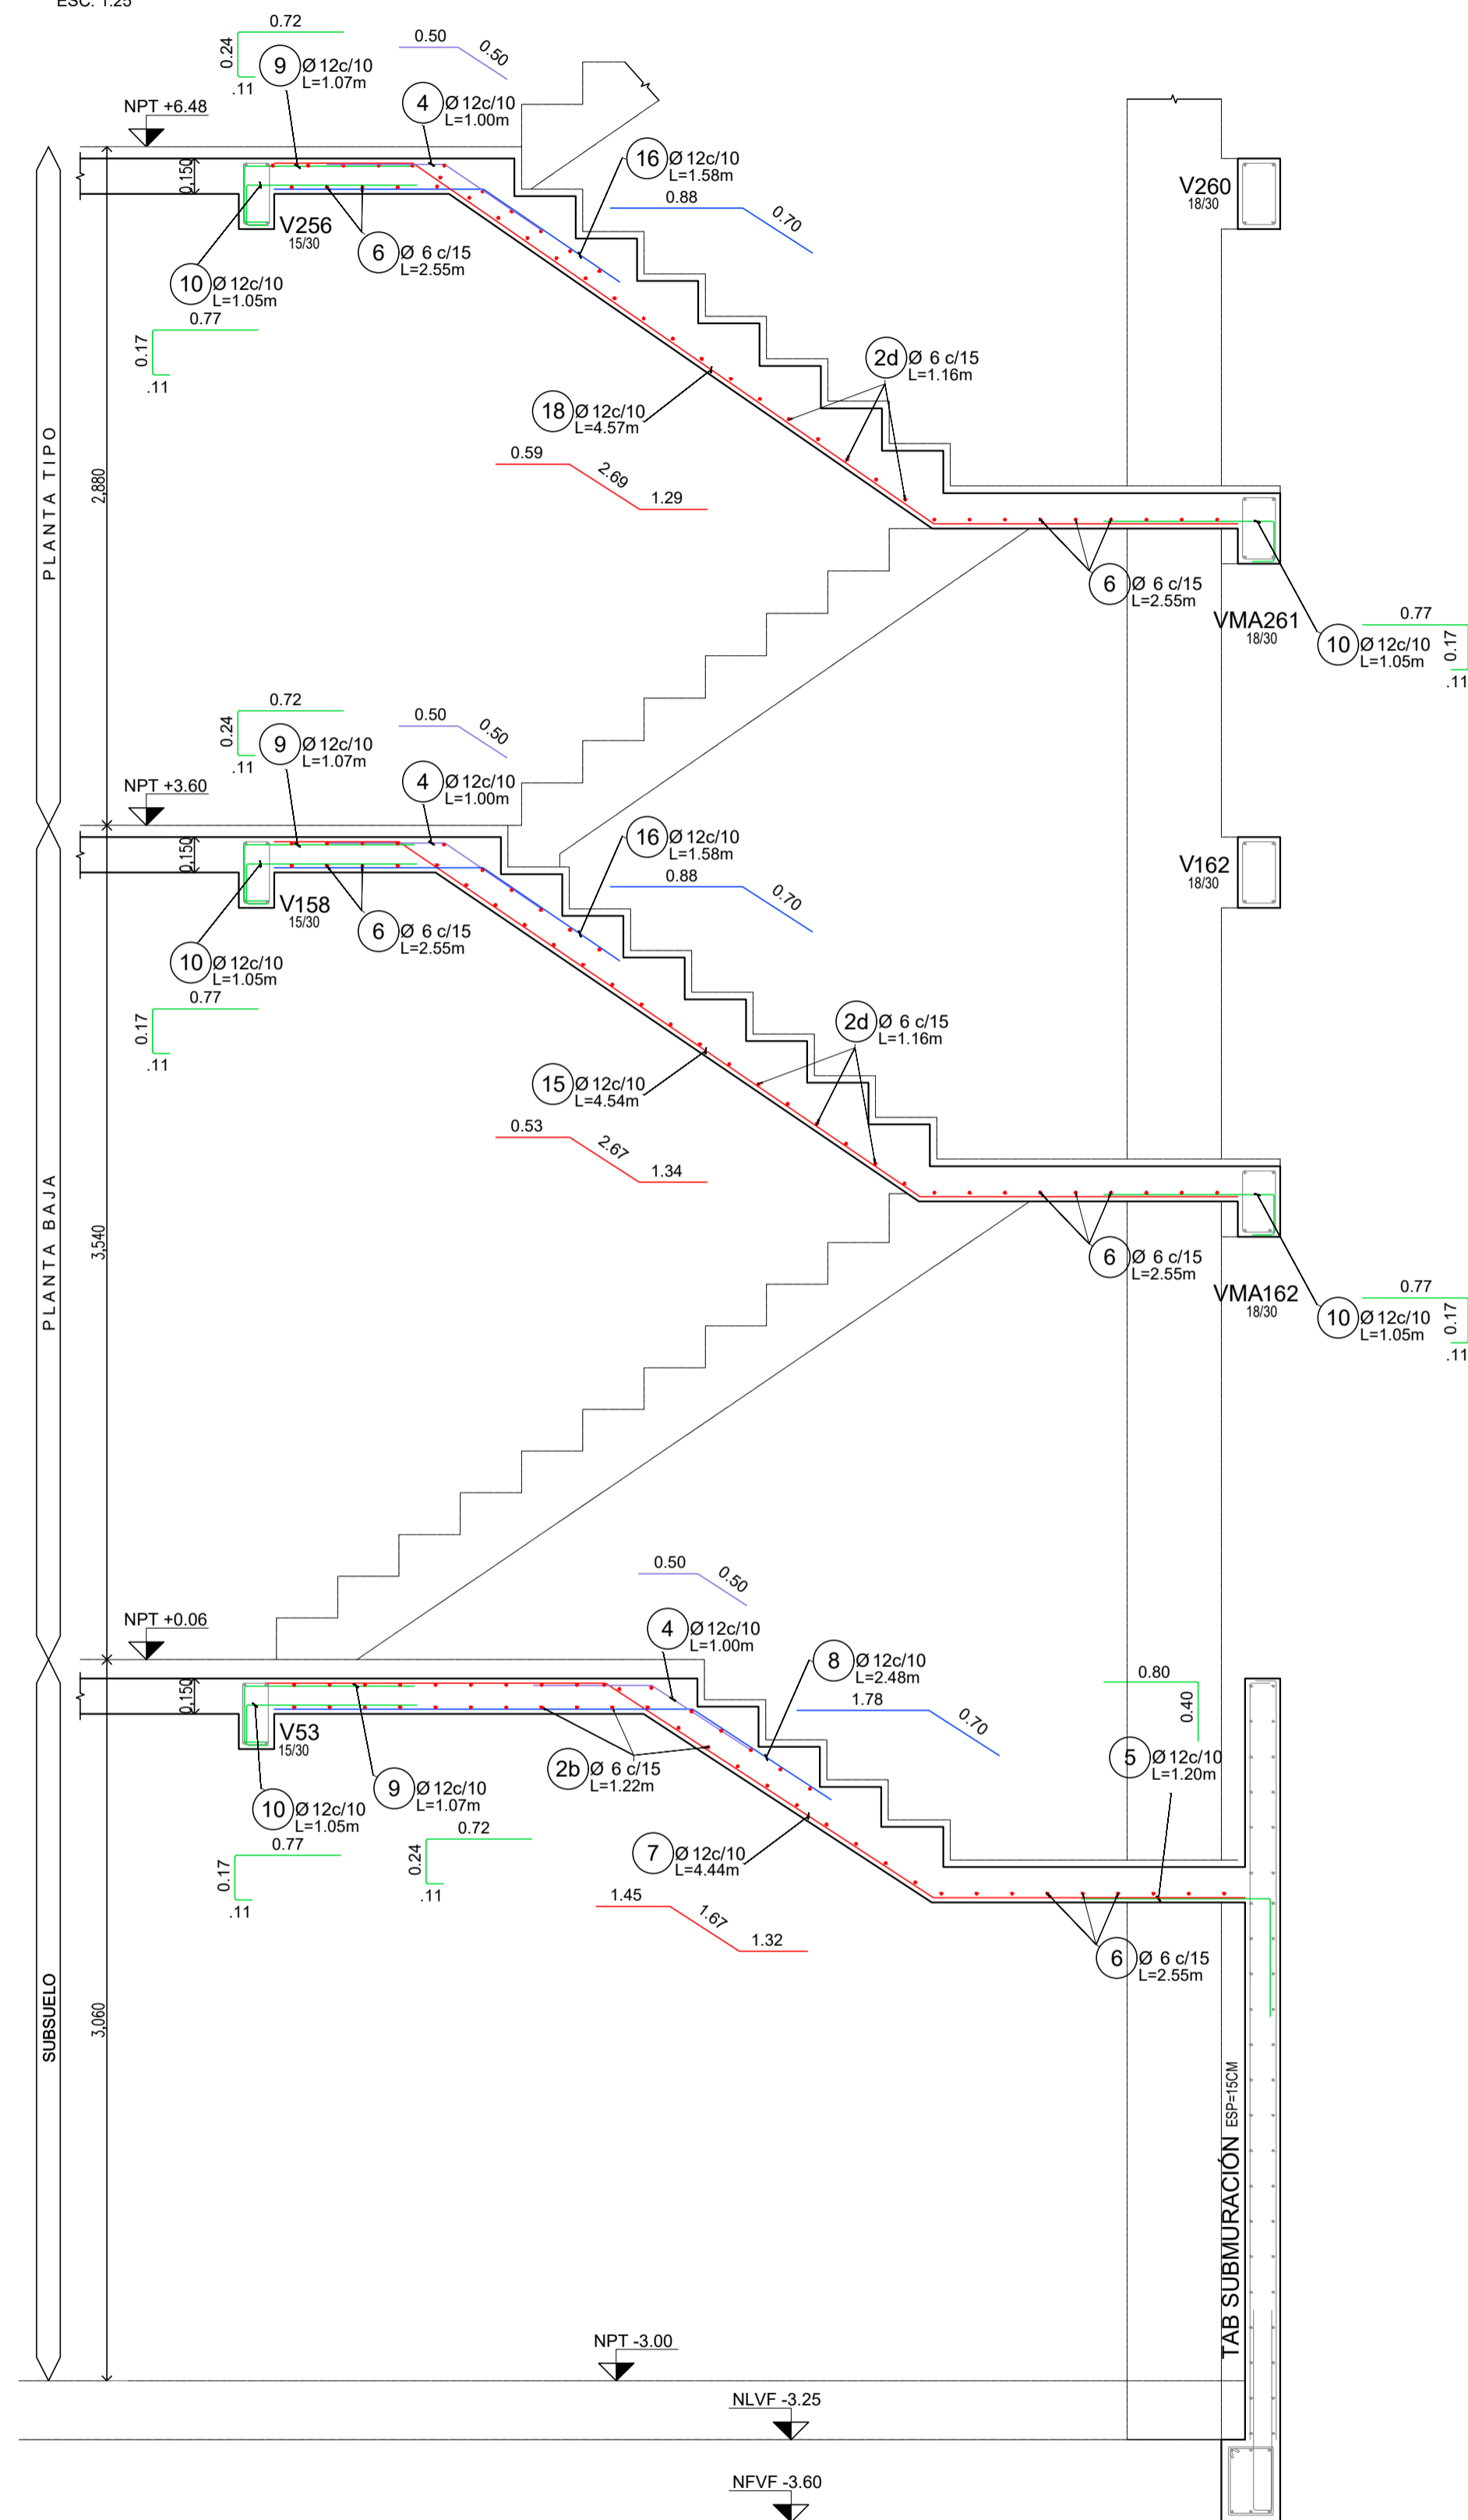 ESC. 1:25
0.72
0.24
.11
9 Ø 12c/10
L=1.07m
0.50
0.50
4 Ø 12c/10
L=1.00m
NPT +6.48
0,150
16 Ø 12c/10
L=1.58m
0.88
0.70
V256
15/30
6 Ø 6 c/15
L=2.55m
10 Ø 12c/10
L=1.05m
0.77
0.17
.11
V260
18/30
2d Ø 6 c/15
L=1.16m
18 Ø 12c/10
L=4.57m
0.59
2.69
1.29
PLANTA TIPO
2,880
6 Ø 6 c/15
L=2.55m
VMA261
18/30
10 Ø 12c/10
L=1.05m
0.77
0.17
.11
0.72
0.24
.11
9 Ø 12c/10
L=1.07m
0.50
0.50
4 Ø 12c/10
L=1.00m
NPT +3.60
0,150
16 Ø 12c/10
L=1.58m
0.88
0.70
V158
15/30
6 Ø 6 c/15
L=2.55m
10 Ø 12c/10
L=1.05m
0.77
0.17
.11
V162
18/30
2d Ø 6 c/15
L=1.16m
15 Ø 12c/10
L=4.54m
0.53
2.67
1.34
PLANTA BAJA
3,540
6 Ø 6 c/15
L=2.55m
VMA162
18/30
10 Ø 12c/10
L=1.05m
0.77
0.17
.11
0.50
0.50
NPT +0.06
4 Ø 12c/10
L=1.00m
8 Ø 12c/10
L=2.48m
1.78
0.70
0.80
0.40
5 Ø 12c/10
L=1.20m
0,150
V53
15/30
2b Ø 6 c/15
L=1.22m
9 Ø 12c/10
L=1.07m
10 Ø 12c/10
L=1.05m
0.77
0.17
.11
0.72
0.24
.11
7 Ø 12c/10
L=4.44m
1.45
1.67
1.32
6 Ø 6 c/15
L=2.55m
SUBSUELO
3,060
TAB SUBMURACIÓN ESP=15CM
NPT -3.00
NLVF -3.25
NFVF -3.60